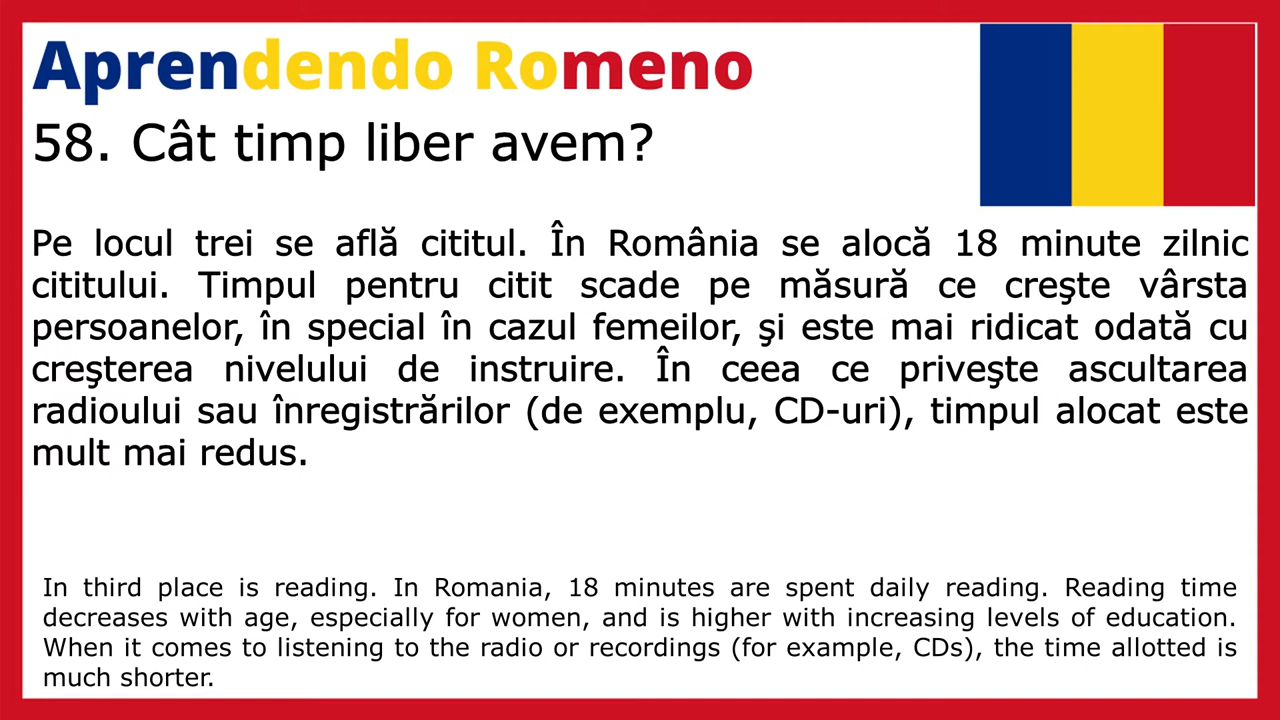 Aprendendo Romeno
58. Cât timp liber avem?
Pe locul trei se află cititul. În România se alocă 18 minute zilnic
cititului. Timpul pentru citit scade pe măsură ce creşte vârsta
persoanelor, în special în cazul femeilor, şi este mai ridicat odată cu
creşterea nivelului de instruire. În ceea ce priveşte ascultarea
radioului sau înregistrărilor (de exemplu, CD-uri), timpul alocat este
mult mai redus.
In third place is reading. In Romania, 18 minutes are spent daily reading. Reading time
decreases with age, especially for women, and is higher with increasing levels of education.
When it comes to listening to the radio or recordings (for example, CDs), the time allotted is
much shorter.